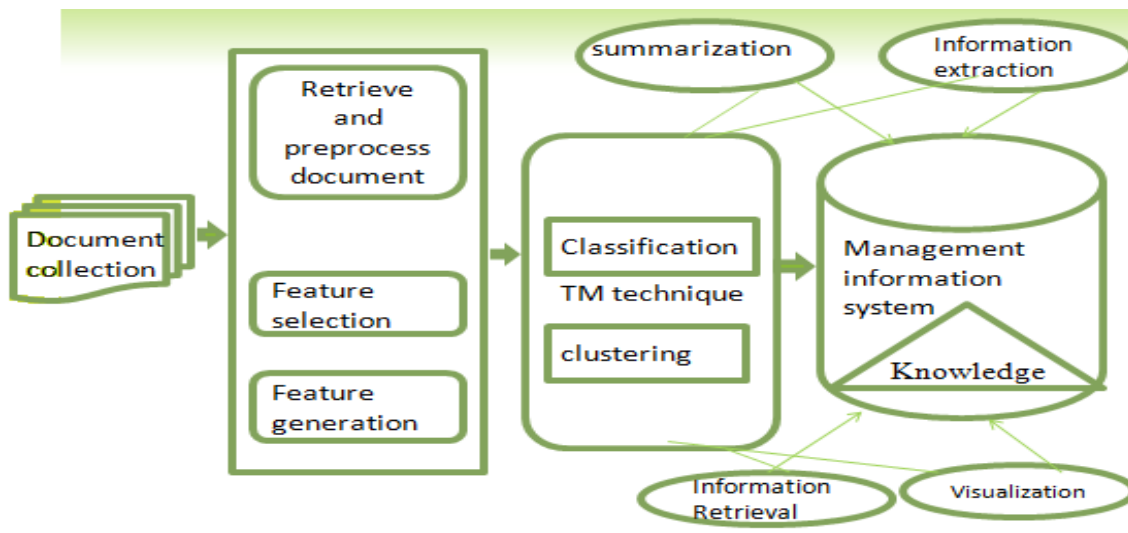 summarization
Information
extraction
Retrieve
and
preprocess
document
Document
collection
Feature
selection
Feature
generation
Classification
TM technique
clustering
Management
information
system
Knowledge
Information
Retrieval
Visualization